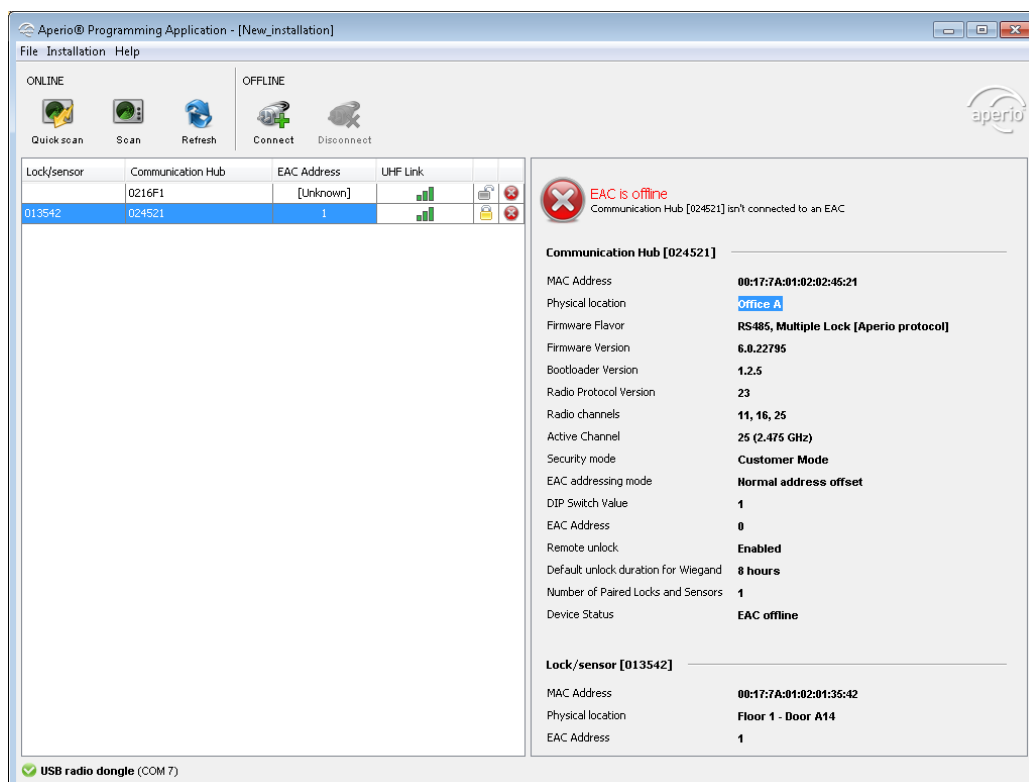 Aperio® Programming Application - [New_installation]
File Installation Help
ONLINE OFFLINE
Quick scan Scan Refresh Connect Disconnect
aperio
Lock/sensor Communication Hub EAC Address UHF Link
0216F1 [Unknown]
013542 024521 1
EAC is offline
Communication Hub [024521] isn't connected to an EAC
Communication Hub [024521]
MAC Address 00:17:7A:01:02:02:45:21
Physical location Office A
Firmware Flavor RS485, Multiple Lock [Aperio protocol]
Firmware Version 6.0.22795
Bootloader Version 1.2.5
Radio Protocol Version 23
Radio channels 11, 16, 25
Active Channel 25 (2.475 GHz)
Security mode Customer Mode
EAC addressing mode Normal address offset
DIP Switch Value 1
EAC Address 0
Remote unlock Enabled
Default unlock duration for Wiegand 8 hours
Number of Paired Locks and Sensors 1
Device Status EAC offline
Lock/sensor [013542]
MAC Address 00:17:7A:01:02:01:35:42
Physical location Floor 1 - Door A14
EAC Address 1
USB radio dongle (COM 7)